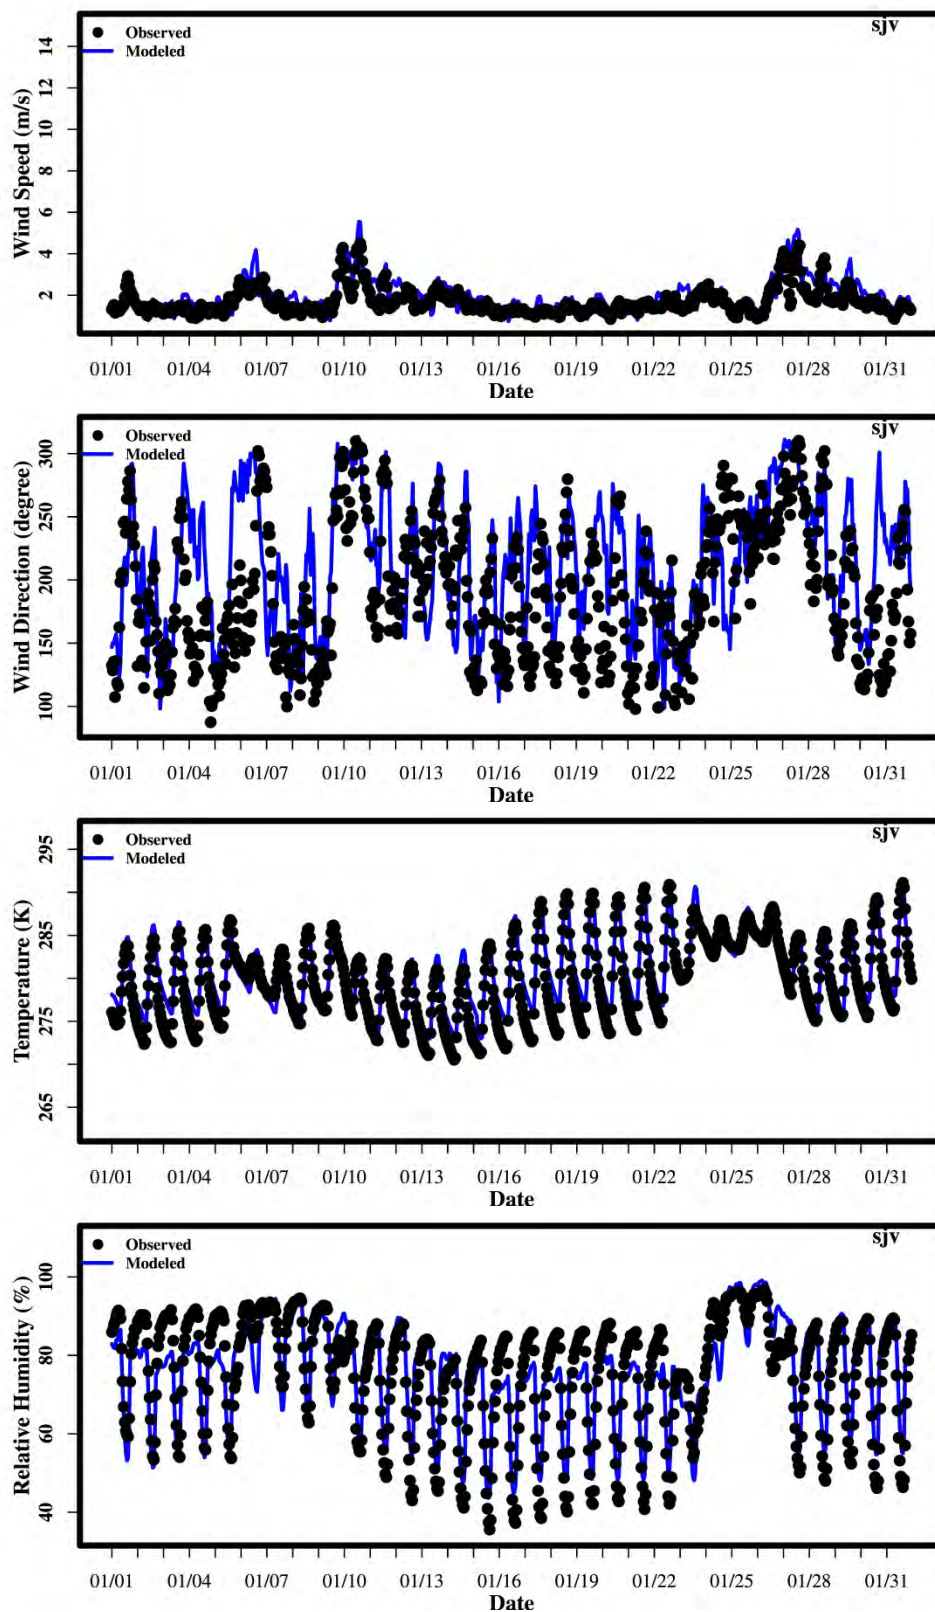 sjv
Observed
Modeled
Wind Speed (m/s)
2 4 6 8 10 12 14
01/01 01/04 01/07 01/10 01/13 01/16 01/19 01/22 01/25 01/28 01/31
Date
sjv
Observed
Modeled
Wind Direction (degree)
100 150 200 250 300
01/01 01/04 01/07 01/10 01/13 01/16 01/19 01/22 01/25 01/28 01/31
Date
sjv
Observed
Modeled
Temperature (K)
265 275 285 295
01/01 01/04 01/07 01/10 01/13 01/16 01/19 01/22 01/25 01/28 01/31
Date
sjv
Observed
Modeled
Relative Humidity (%)
40 60 80 100
01/01 01/04 01/07 01/10 01/13 01/16 01/19 01/22 01/25 01/28 01/31
Date